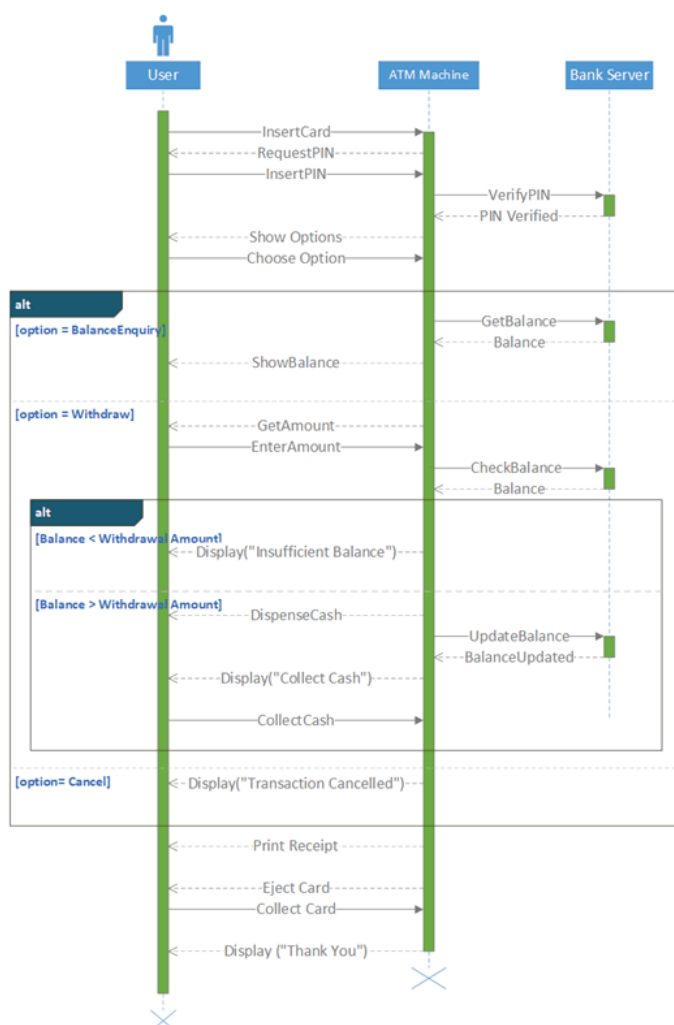 User
ATM Machine
Bank Server
InsertCard
RequestPIN
InsertPIN
VerifyPIN
PIN Verified
Show Options
Choose Option
alt
[option = BalanceEnquiry]
GetBalance
Balance
ShowBalance
[option = Withdraw]
GetAmount
EnterAmount
CheckBalance
Balance
alt
[Balance < Withdrawal Amount]
Display("Insufficient Balance")
[Balance > Withdrawal Amount]
DispenseCash
UpdateBalance
BalanceUpdated
Display("Collect Cash")
CollectCash
[option= Cancel]
Display("Transaction Cancelled")
Print Receipt
Eject Card
Collect Card
Display ("Thank You")